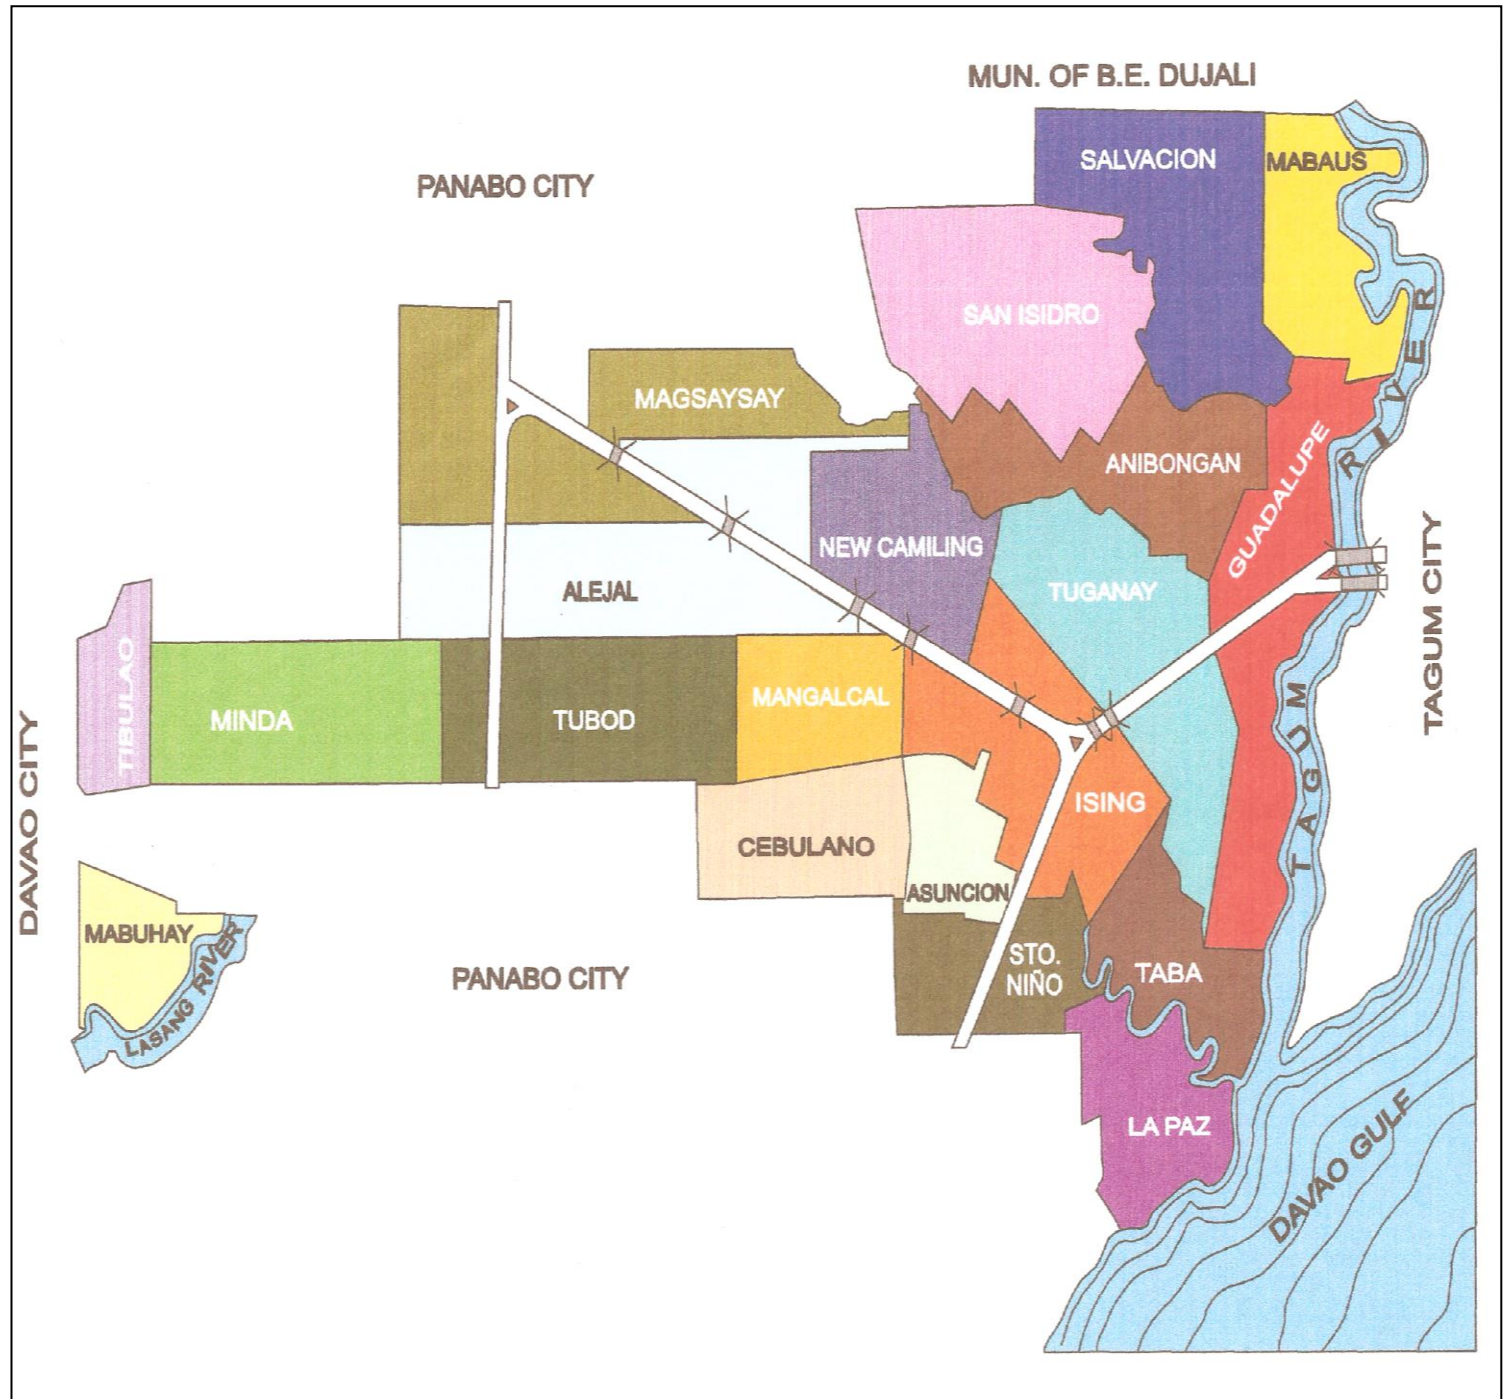 MUN. OF B.E. DUJALI
SALVACION
MABAUS
PANABO CITY
SAN ISIDRO
MAGSAYSAY
ANIBONGAN
GUADALUPE
NEW CAMILING
ALEJAL
TUGANAY
TAGUM CITY
TAGUM RIVER
TIBULAO
MINDA
TUBOD
MANGALCAL
DAVAO CITY
ISING
CEBULANO
ASUNCION
MABUHAY
LASANG RIVER
PANABO CITY
STO.
NIÑO
TABA
LA PAZ
DAVAO GULF